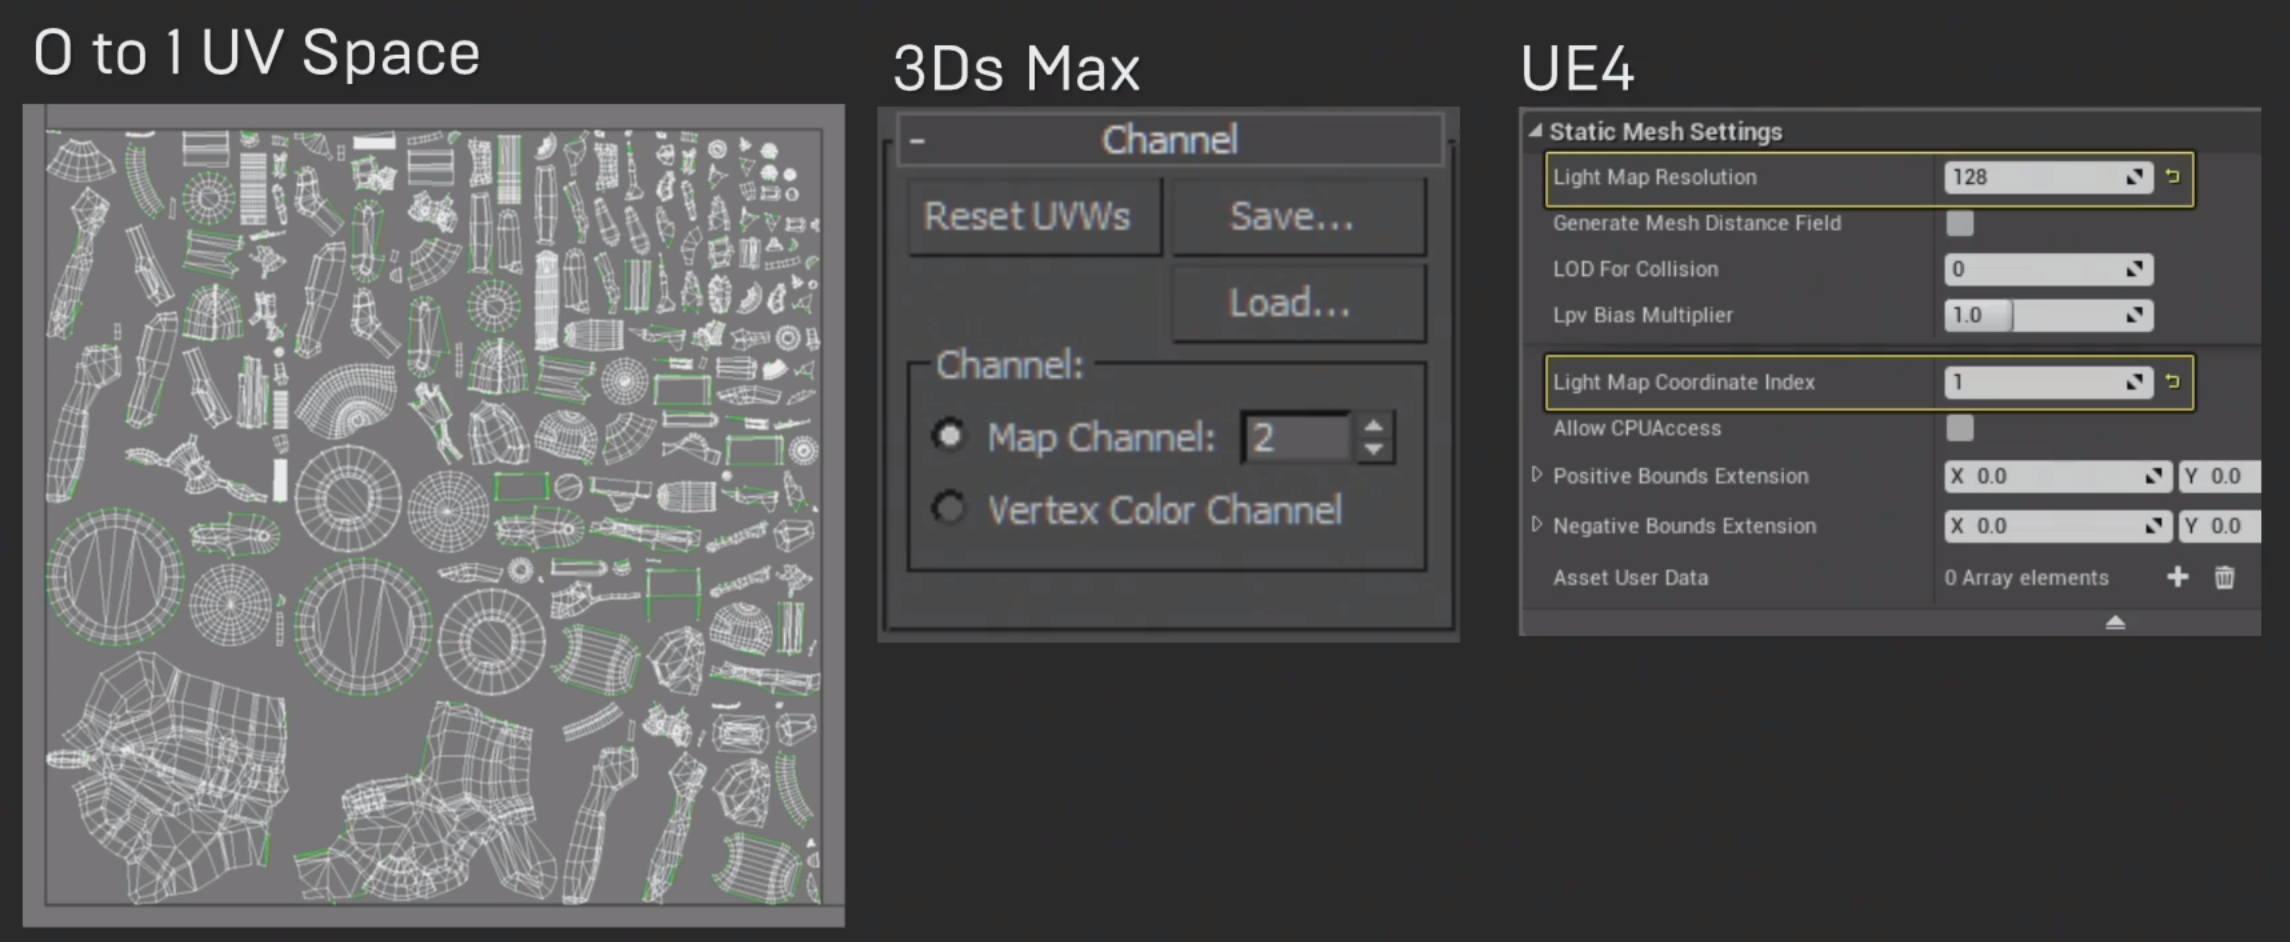 0 to 1 UV Space
3Ds Max
Channel
Reset UVWs
Save...
Load...
Channel:
Map Channel: 2
Vertex Color Channel
UE4
Static Mesh Settings
Light Map Resolution 128
Generate Mesh Distance Field
LOD For Collision 0
Lpv Bias Multiplier 1.0
Light Map Coordinate Index 1
Allow CPUAccess
Positive Bounds Extension X 0.0 Y 0.0
Negative Bounds Extension X 0.0 Y 0.0
Asset User Data 0 Array elements